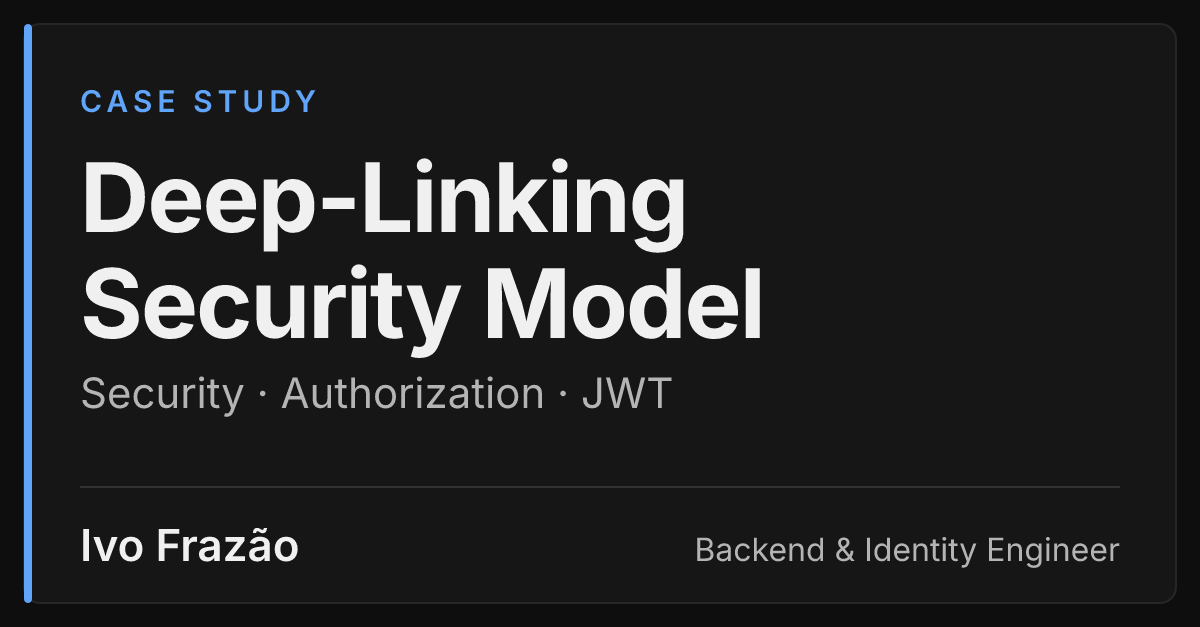 CASE STUDY
Deep-Linking
Security Model
Security · Authorization · JWT
Ivo Frazão
Backend & Identity Engineer